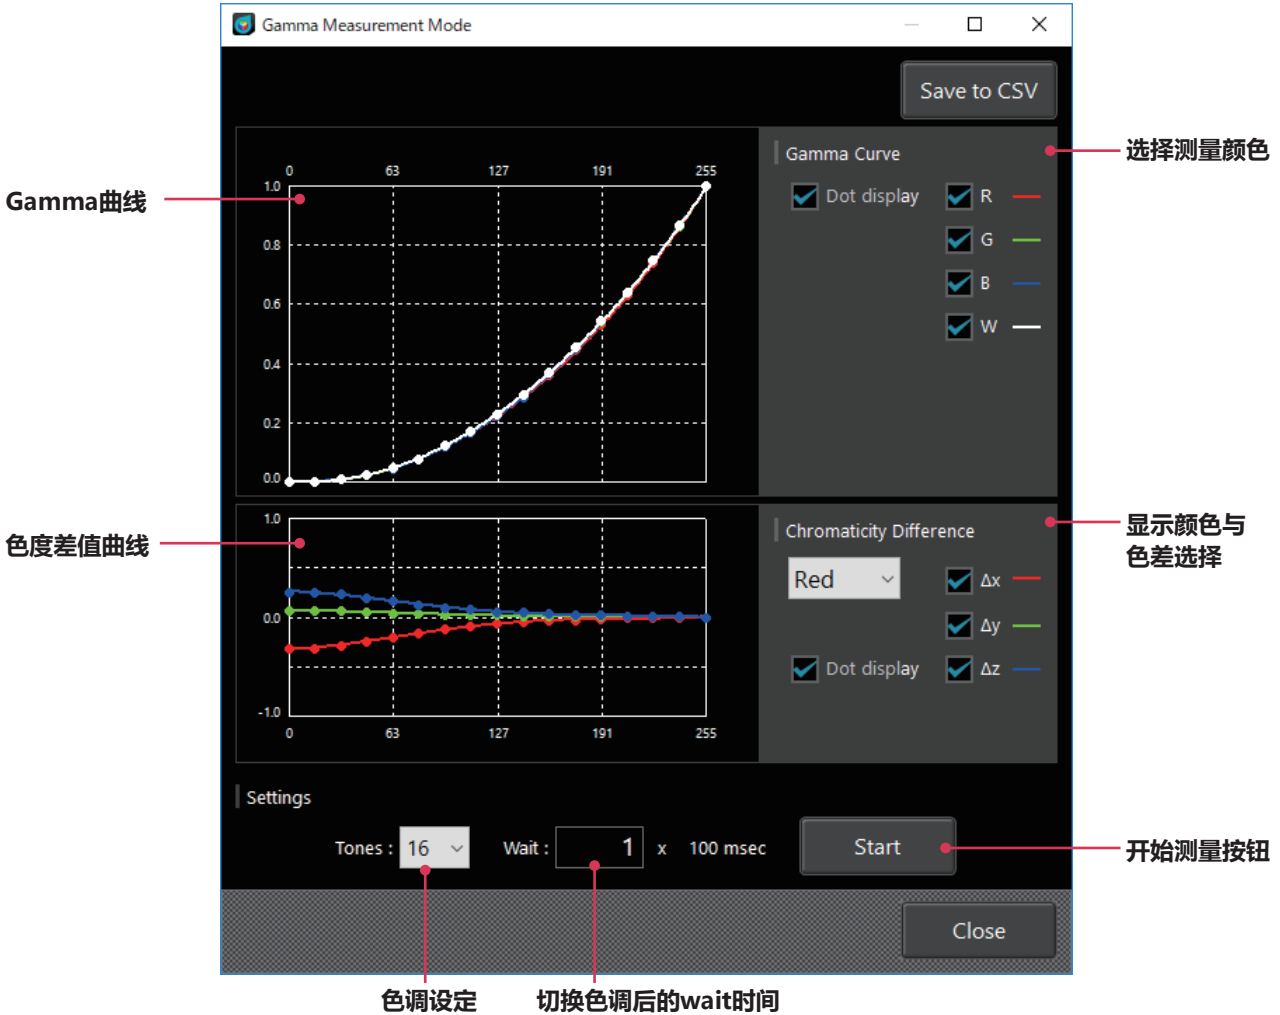 Gamma Measurement Mode
Save to CSV
Gamma曲线
0 63 127 191 255
1.0
0.8
0.6
0.4
0.2
0.0
Gamma Curve
选择测量颜色
Dot display
R
G
B
W
色度差值曲线
1.0
0.0
-1.0
0 63 127 191 255
Chromaticity Difference
显示颜色与
色差选择
Red
Δx
Δy
Dot display
Δz
Settings
Tones : 16
Wait : 1 x 100 msec
Start
开始测量按钮
Close
色调设定
切换色调后的wait时间